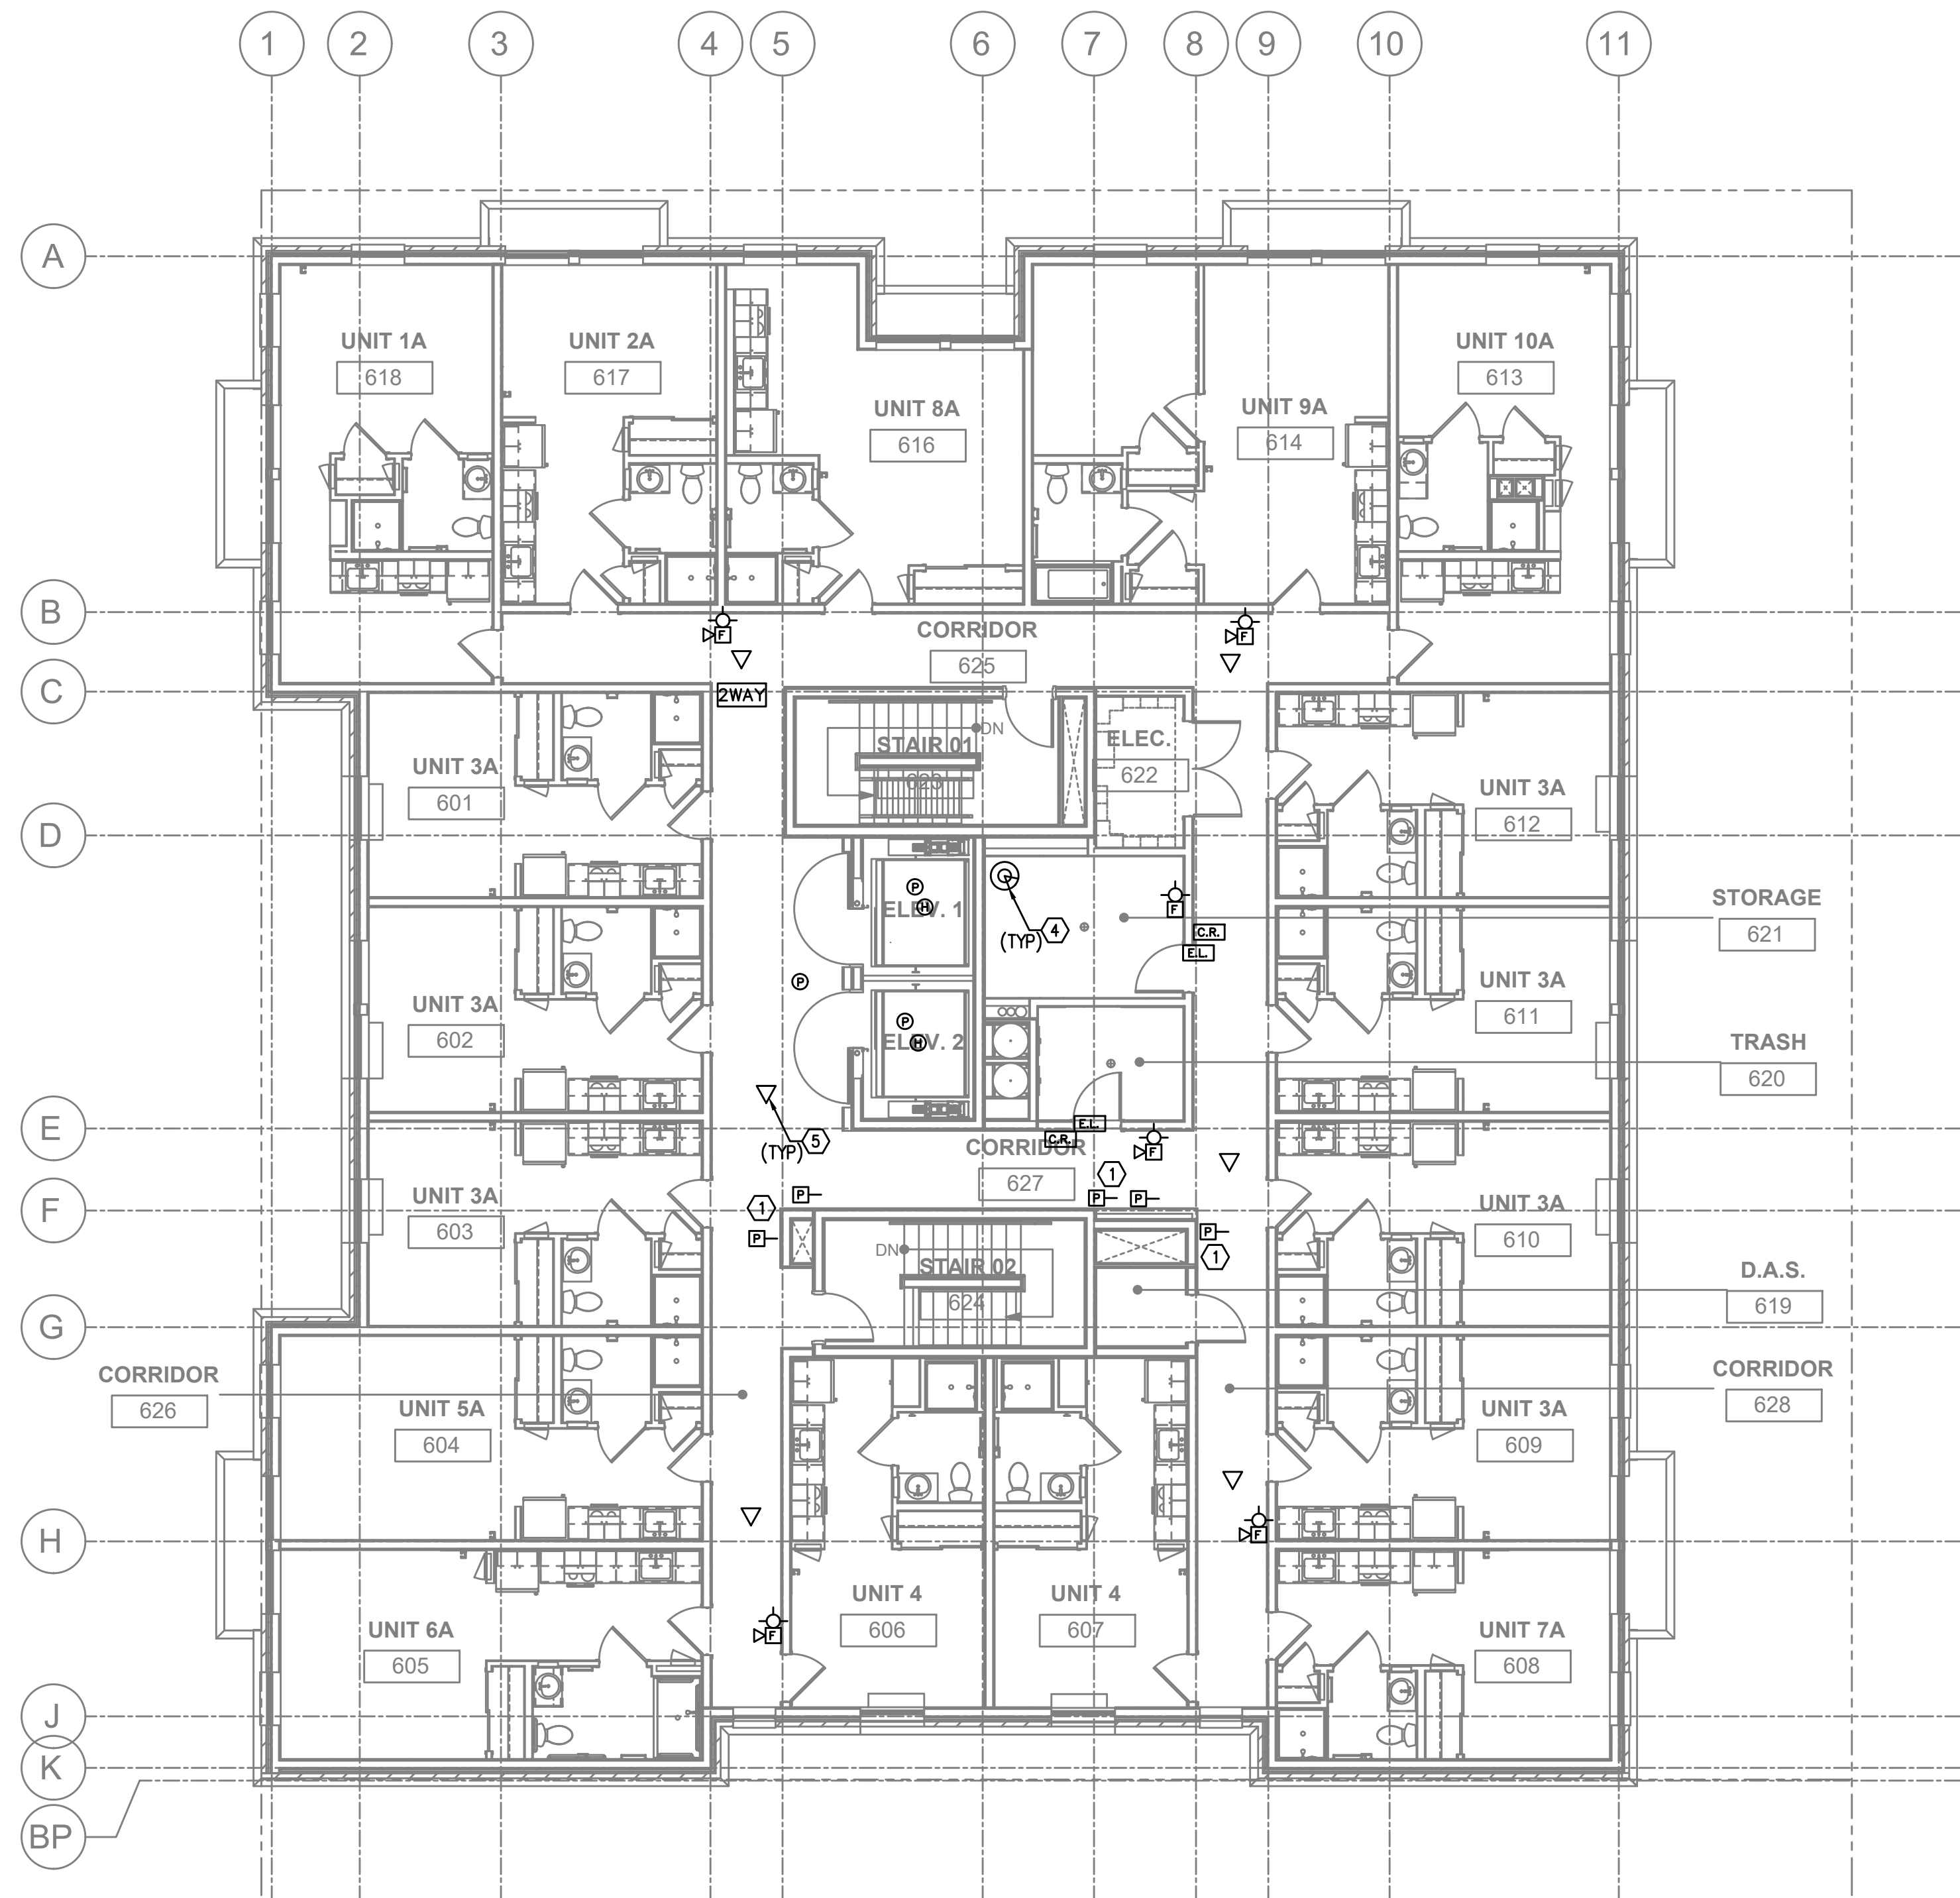 1 2 3 4 5 6 7 8 9 10 11
A
UNIT 1A
618
UNIT 2A
617
UNIT 8A
616
UNIT 9A
614
UNIT 10A
613
B
F
F
CORRIDOR
625
C
2WAY
UNIT 3A
601
STAIR 01
623
DN
ELEC.
622
UNIT 3A
612
D
P
H
ELEV. 1
4
(TYP)
F
C.R.
E.L.
STORAGE
621
UNIT 3A
602
P
P
H
ELEV. 2
UNIT 3A
611
TRASH
620
E
5
(TYP)
E.L.
C.R.
F
CORRIDOR
627
1
P
P
P
F
UNIT 3A
603
1
P
P
1
UNIT 3A
610
DN
STAIR 02
624
D.A.S.
619
G
CORRIDOR
626
UNIT 5A
604
UNIT 3A
609
CORRIDOR
628
H
F
UNIT 6A
605
F
UNIT 4
606
UNIT 4
607
UNIT 7A
608
J
K
BP